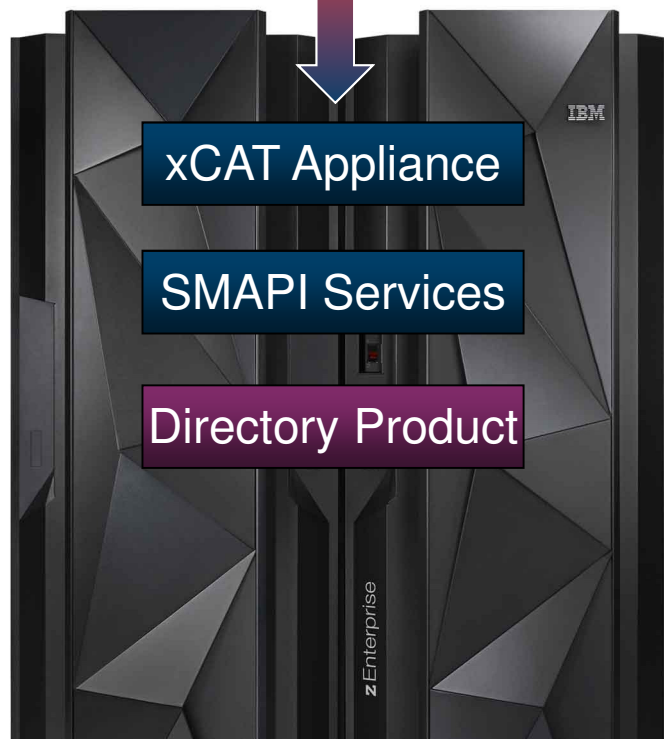 IBM
xCAT Appliance
SMAPI Services
Directory Product
zEnterprise